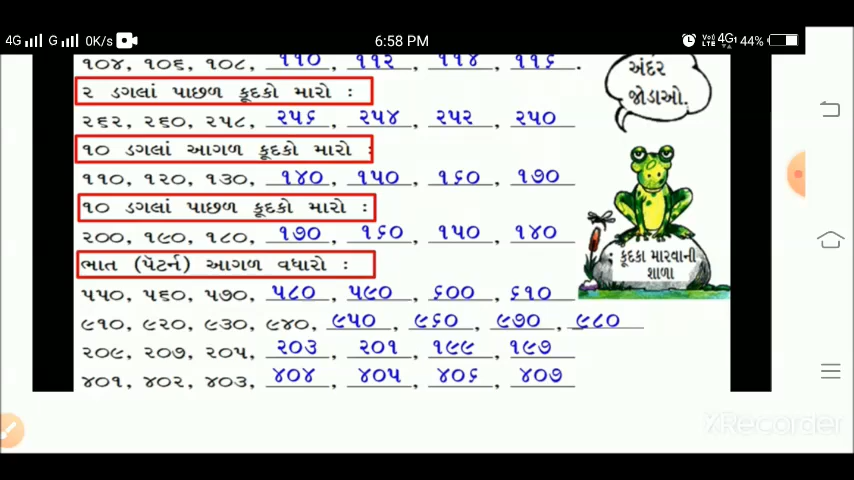 4G G 0K/s 6:58 PM VoLTE 4G 44%
૧૦૪, ૧૦૬, ૧૦૮, ૧૧૦, ૧૧૨, ૧૧૪, ૧૧૬.
૨ ડગલાં પાછળ કૂદકો મારો :
૨૬૨, ૨૬૦, ૨૫૮, ૨૫૬, ૨૫૪, ૨૫૨, ૨૫૦
૧૦ ડગલાં આગળ કૂદકો મારો :
૧૧૦, ૧૨૦, ૧૩૦, ૧૪૦, ૧૫૦, ૧૬૦, ૧૭૦
૧૦ ડગલાં પાછળ કૂદકો મારો :
૨૦૦, ૧૯૦, ૧૮૦, ૧૭૦, ૧૬૦, ૧૫૦, ૧૪૦
ભાત (પૅટર્ન) આગળ વધારો :
૫૫૦, ૫૬૦, ૫૭૦, ૫૮૦, ૫૯૦, ૬૦૦, ૬૧૦
૯૧૦, ૯૨૦, ૯૩૦, ૯૪૦, ૯૫૦, ૯૬૦, ૯૭૦, ૯૮૦
૨૦૯, ૨૦૭, ૨૦૫, ૨૦૩, ૨૦૧, ૧૯૯, ૧૯૭
૪૦૧, ૪૦૨, ૪૦૩, ૪૦૪, ૪૦૫, ૪૦૬, ૪૦૭
અંદર
જોડાઓ.
કૂદકા મારવાની
શાળા
XRecorder